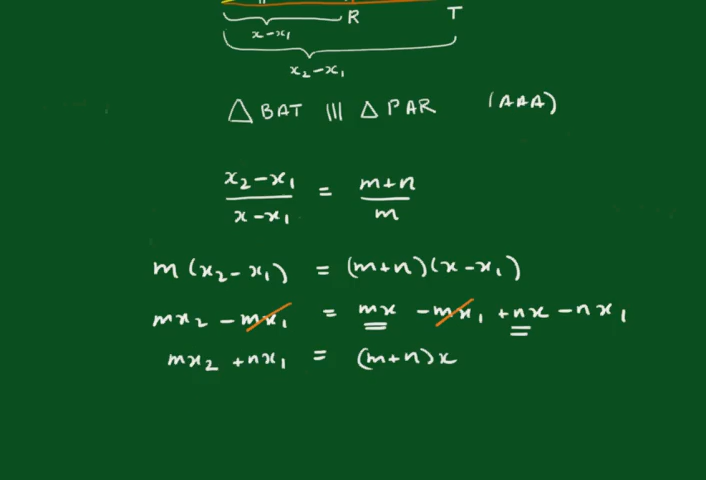 R T
x-x₁
x₂-x₁
△ BAT ||| △ PAR (AAA)
x₂-x₁ / x-x₁ = m+n / m
m(x₂-x₁) = (m+n)(x-x₁)
mx₂ - mx₁ = mx - mx₁ + nx - nx₁
mx₂ + nx₁ = (m+n)x